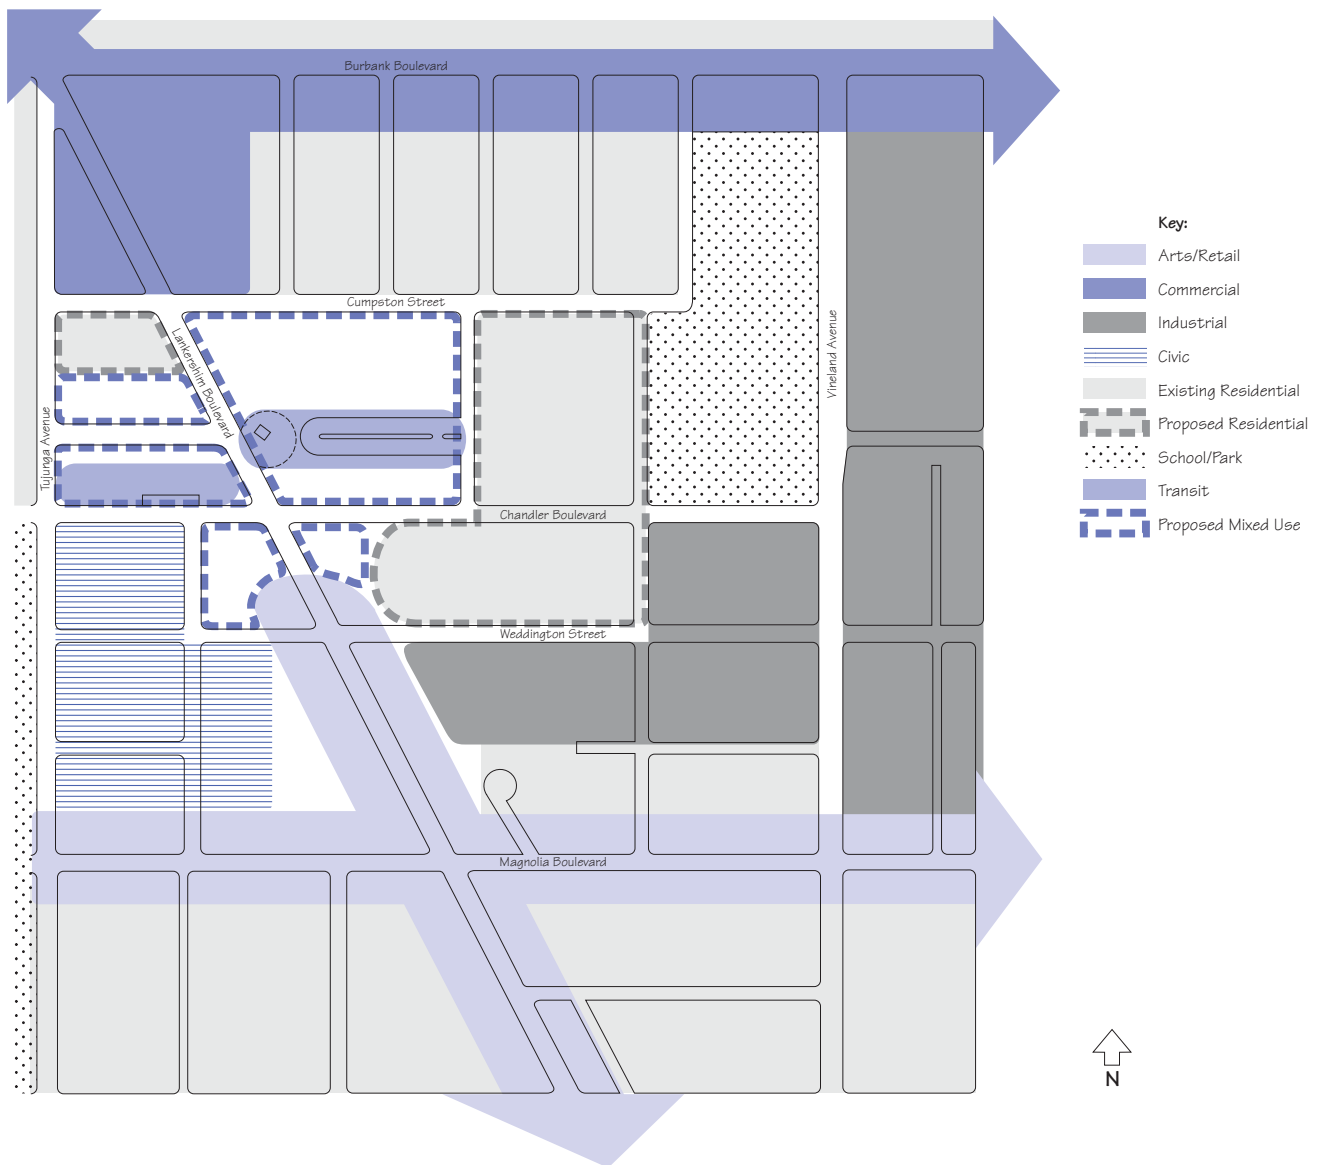 Burbank Boulevard
Key:
Arts/Retail
Commercial
Industrial
Civic
Existing Residential
Proposed Residential
School/Park
Transit
Proposed Mixed Use
Cumpston Street
Lankershim Boulevard
Vineland Avenue
Tujunga Avenue
Chandler Boulevard
Weddington Street
Magnolia Boulevard
N